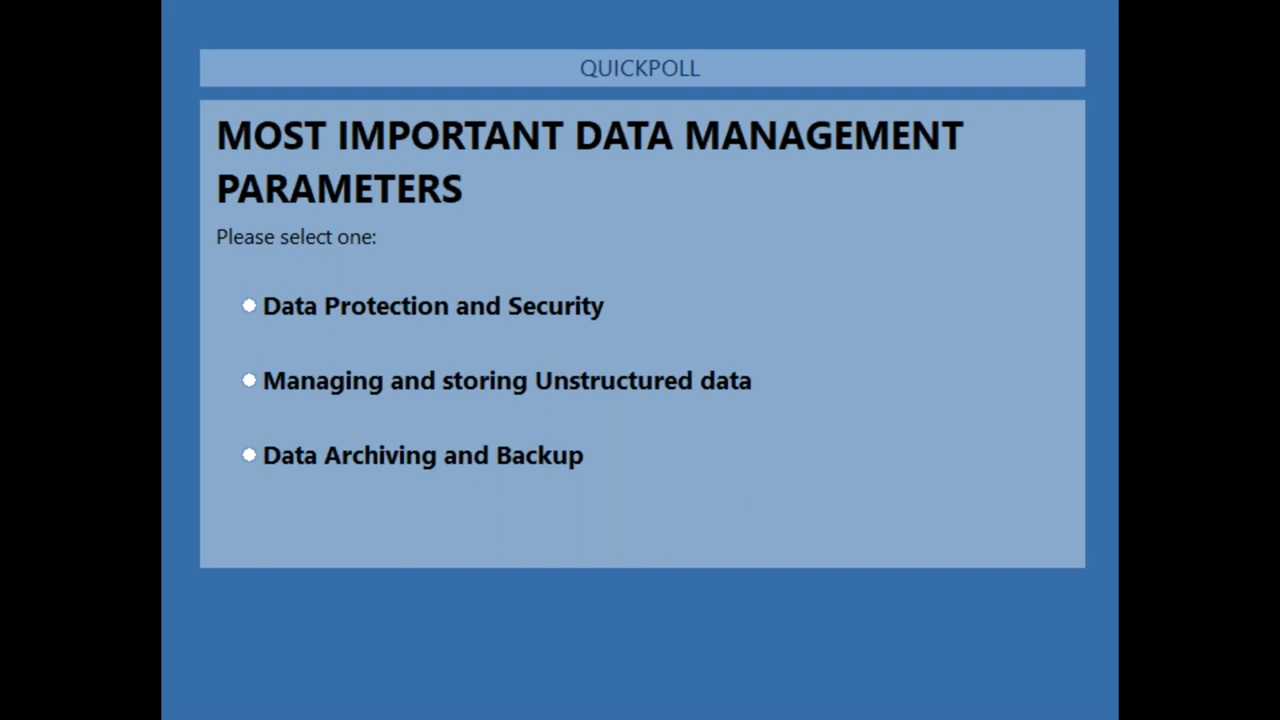 QUICKPOLL
MOST IMPORTANT DATA MANAGEMENT
PARAMETERS
Please select one:
Data Protection and Security
Managing and storing Unstructured data
Data Archiving and Backup